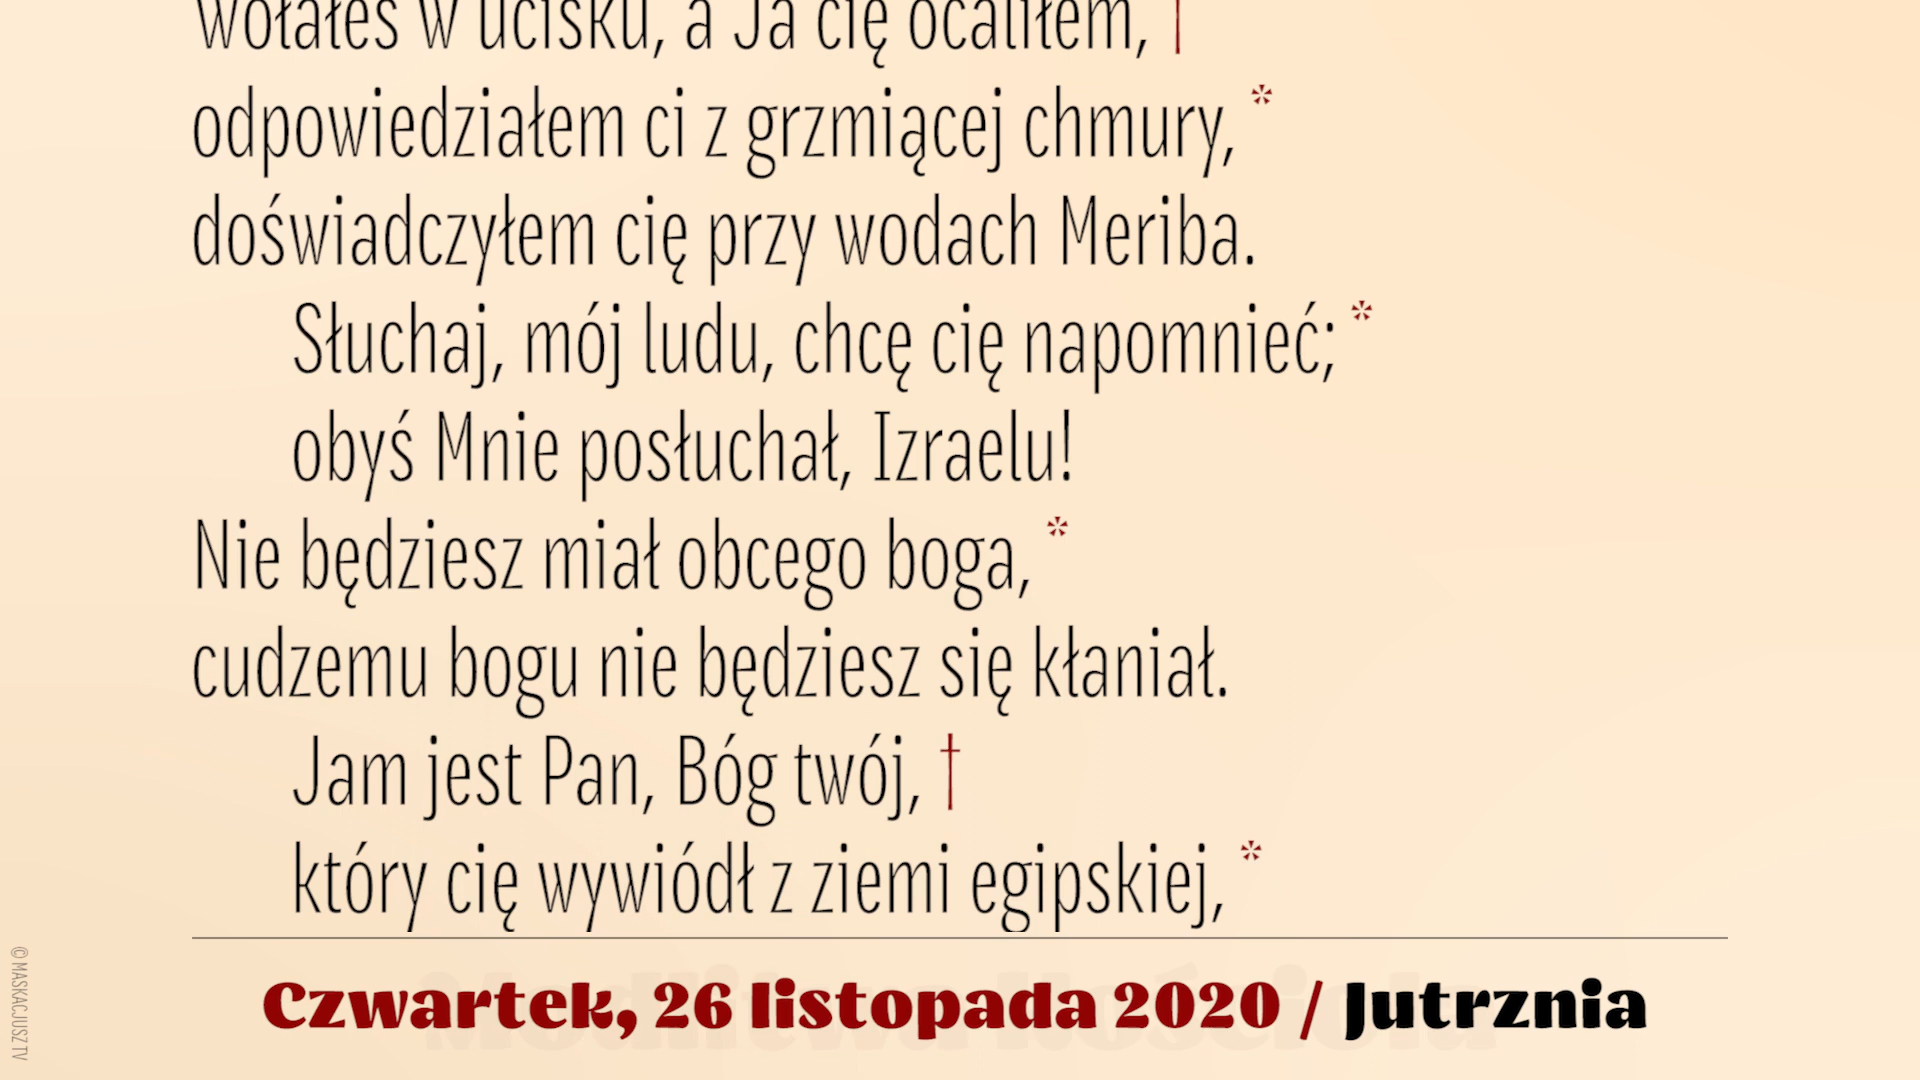 wołałeś w ucisku, a Ja cię ocaliłem, †
odpowiedziałem ci z grzmiącej chmury, *
doświadczyłem cię przy wodach Meriba.
Słuchaj, mój ludu, chcę cię napomnieć; *
obyś Mnie posłuchał, Izraelu!
Nie będziesz miał obcego boga, *
cudzemu bogu nie będziesz się kłaniał.
Jam jest Pan, Bóg twój, †
który cię wywiódł z ziemi egipskiej, *
Czwartek, 26 listopada 2020 / Jutrznia
© MASKACJUSZ TV